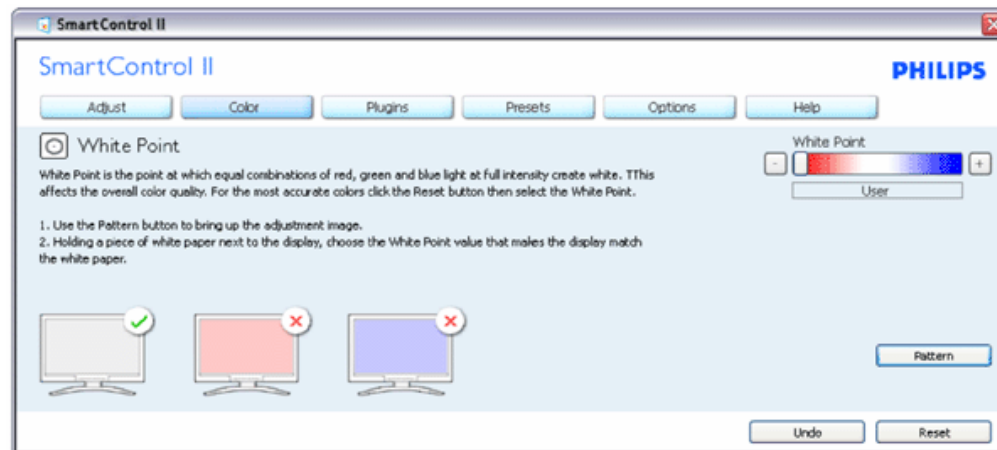 SmartControl II
SmartControl II
PHILIPS
Adjust Color Plugins Presets Options Help
White Point
White Point is the point at which equal combinations of red, green and blue light at full intensity create white. TThis
affects the overall color quality. For the most accurate colors click the Reset button then select the White Point.
1. Use the Pattern button to bring up the adjustment image.
2. Holding a piece of white paper next to the display, choose the White Point value that makes the display match
the white paper.
White Point
- +
User
Pattern
Undo Reset